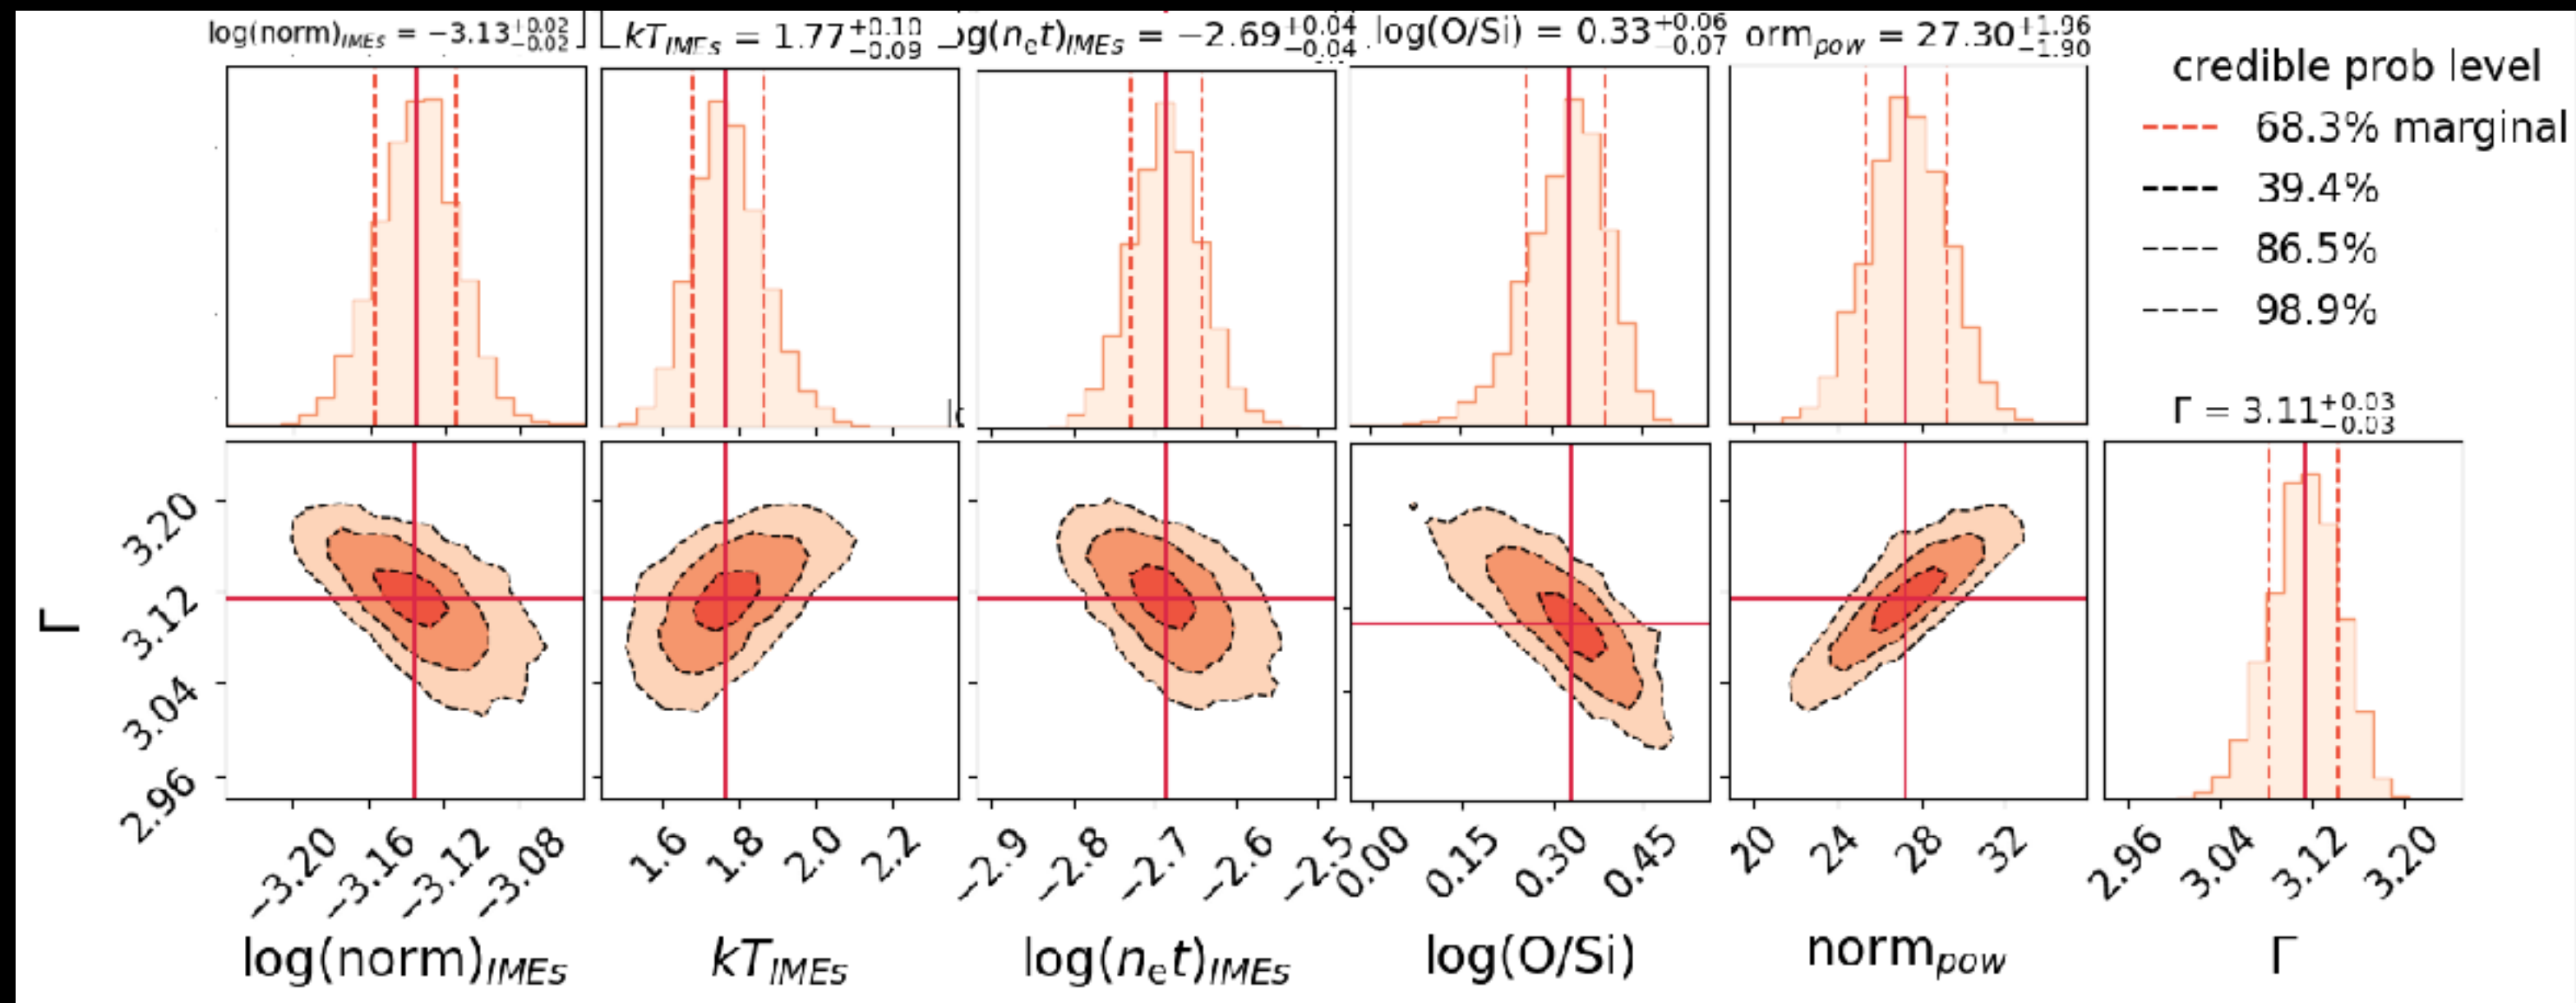 log(norm)IMEs = −3.13+0.02−0.02
kTIMEs = 1.77+0.10−0.09
og(net)IMEs = −2.69+0.04−0.04
log(O/Si) = 0.33+0.06−0.07
ormpow = 27.30+1.96−1.90
credible prob level
68.3% marginal
39.4%
86.5%
98.9%
Γ = 3.11+0.03−0.03
Γ
3.20
3.12
3.04
2.96
−3.20 −3.16 −3.12 −3.08
1.6 1.8 2.0 2.2
−2.9 −2.8 −2.7 −2.6 −2.5
0.00 0.15 0.30 0.45
20 24 28 32
2.96 3.04 3.12 3.20
log(norm)IMEs
kTIMEs
log(net)IMEs
log(O/Si)
normpow
Γ